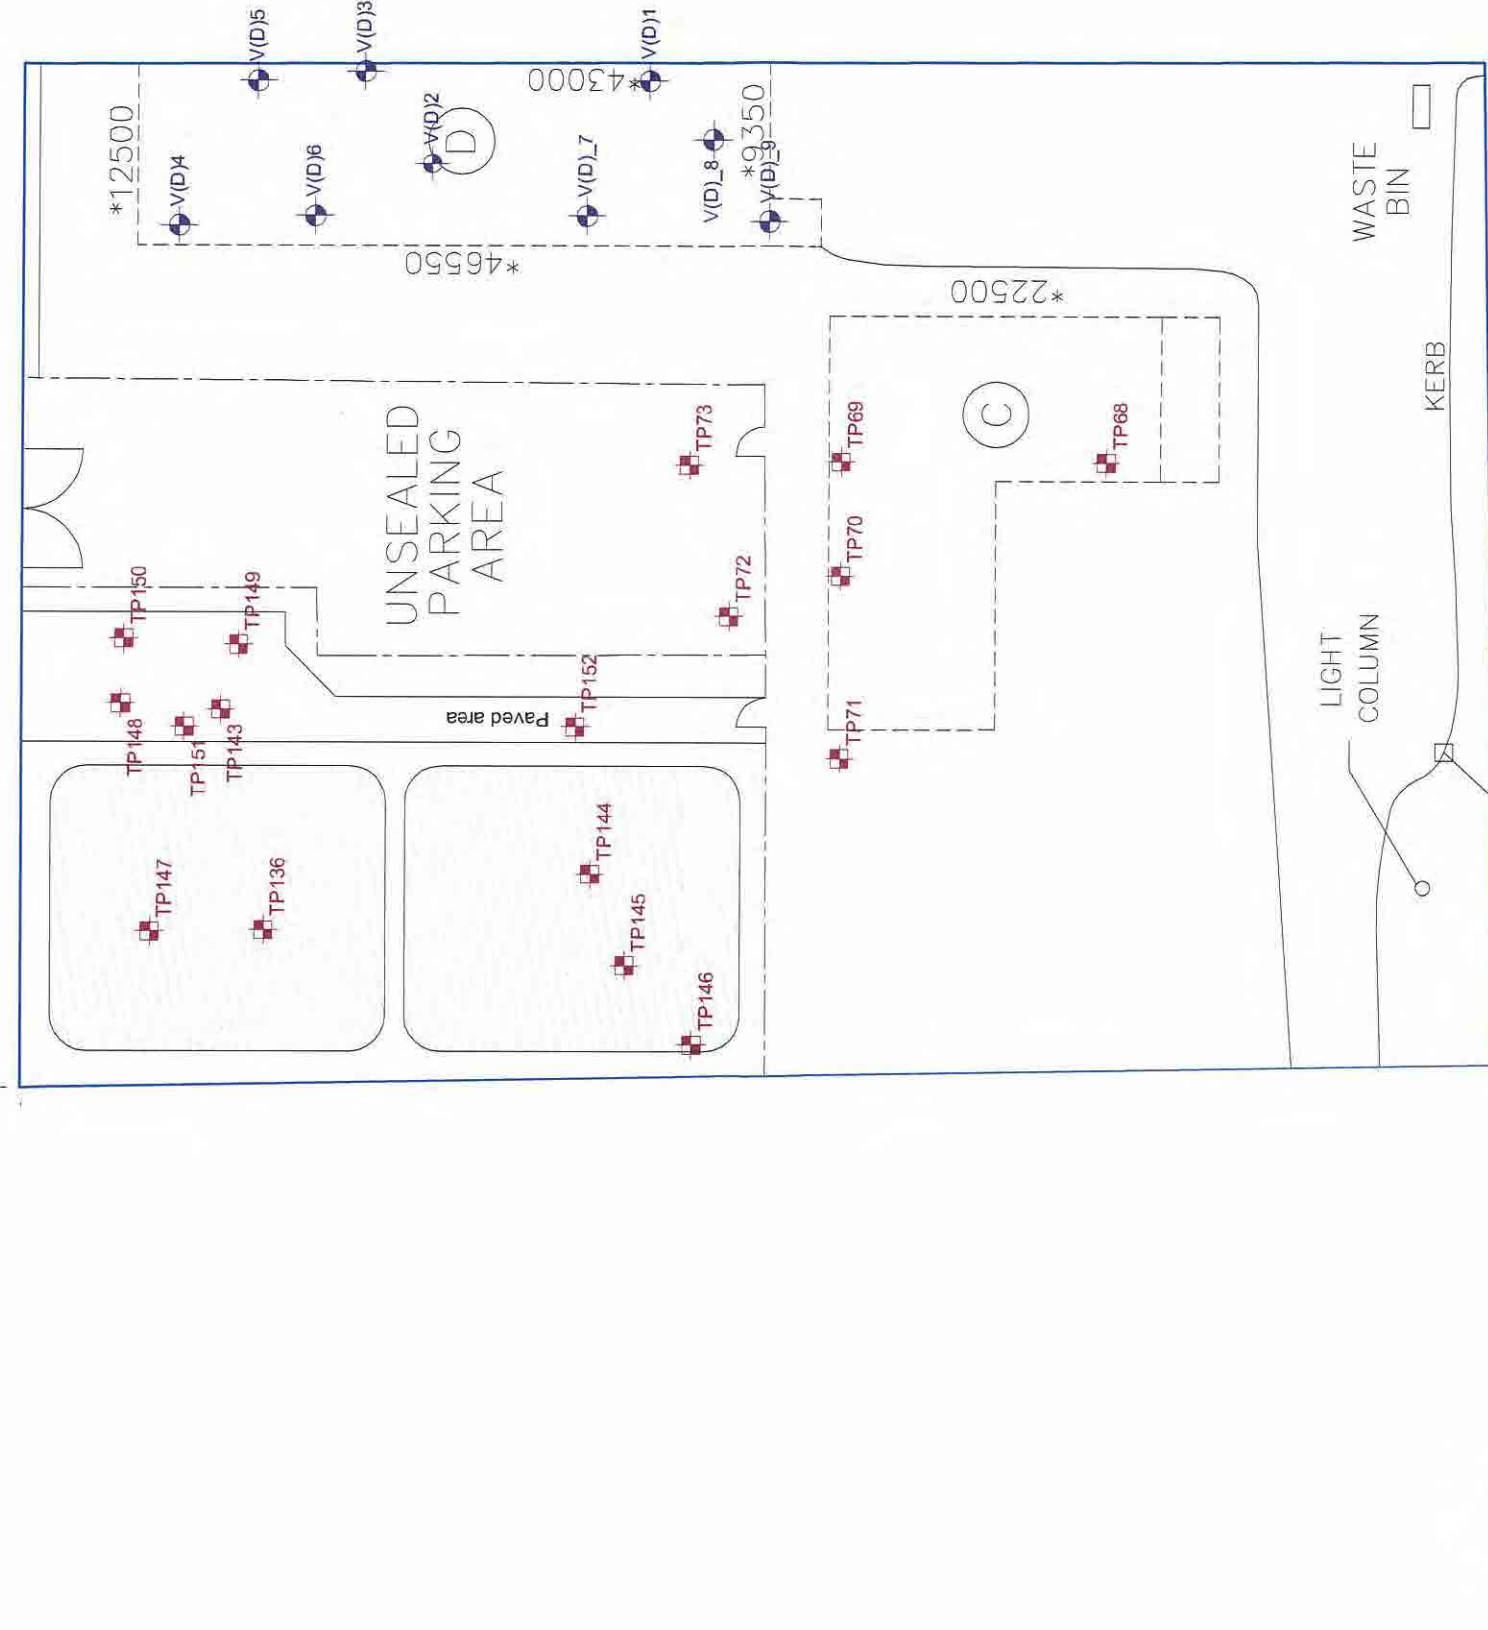 V(D)5
V(D)3
V(D)1
*12500
*43000
V(D)4
V(D)6
V(D)2
D
V(D)_7
V(D)_8
*9350
V(D)_9
*46550
*22500
WASTE
BIN
KERB
UNSEALED
PARKING
AREA
TP73
TP69
C
TP68
TP72
TP70
TP150
TP149
TP148
TP151
TP143
Paved area
TP152
TP71
LIGHT
COLUMN
TP147
TP136
TP144
TP145
TP146